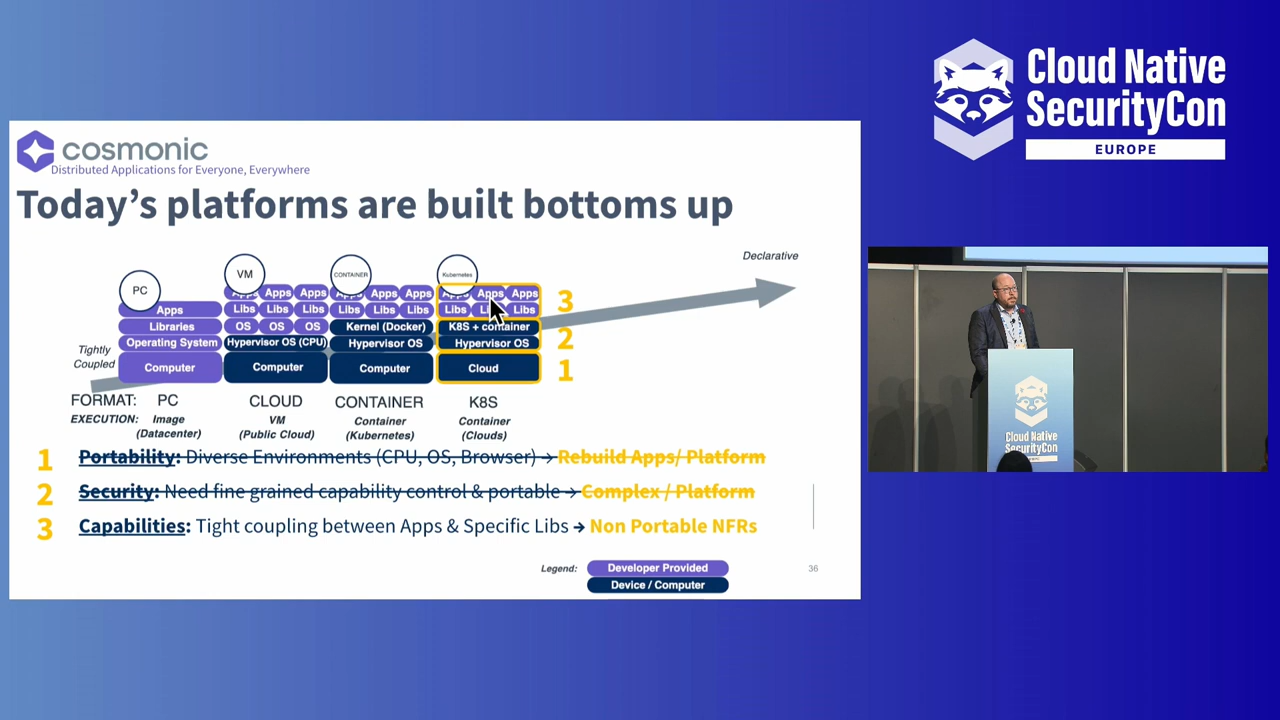 Cloud Native
SecurityCon
EUROPE
cosmonic
Distributed Applications for Everyone, Everywhere
Today's platforms are built bottoms up
Declarative
PC
VM
CONTAINER
Kubernetes
Apps
Libraries
Operating System
Computer
Apps Apps Apps
Libs Libs Libs
OS OS OS
Hypervisor OS (CPU)
Computer
Apps Apps Apps
Libs Libs Libs
Kernel (Docker)
Hypervisor OS
Computer
Apps Apps Apps
Libs Libs Libs
K8S + container
Hypervisor OS
Cloud
3
2
1
Tightly
Coupled
FORMAT: PC CLOUD CONTAINER K8S
EXECUTION: Image VM Container Container
(Datacenter) (Public Cloud) (Kubernetes) (Clouds)
1 Portability: Diverse Environments (CPU, OS, Browser) → Rebuild Apps/ Platform
2 Security: Need fine grained capability control & portable → Complex / Platform
3 Capabilities: Tight coupling between Apps & Specific Libs → Non Portable NFRs
Legend: Developer Provided
Device / Computer
36
Cloud Native
SecurityCon